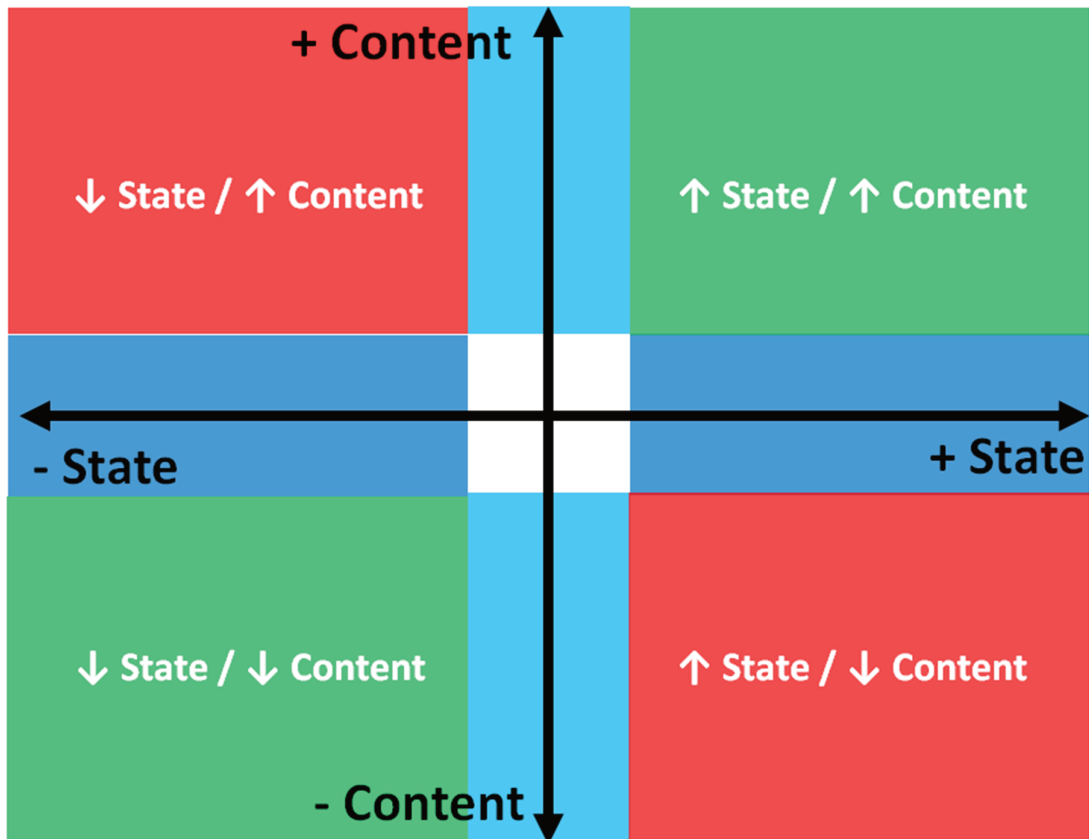 + Content
↓ State / ↑ Content
↑ State / ↑ Content
- State
+ State
↓ State / ↓ Content
↑ State / ↓ Content
- Content